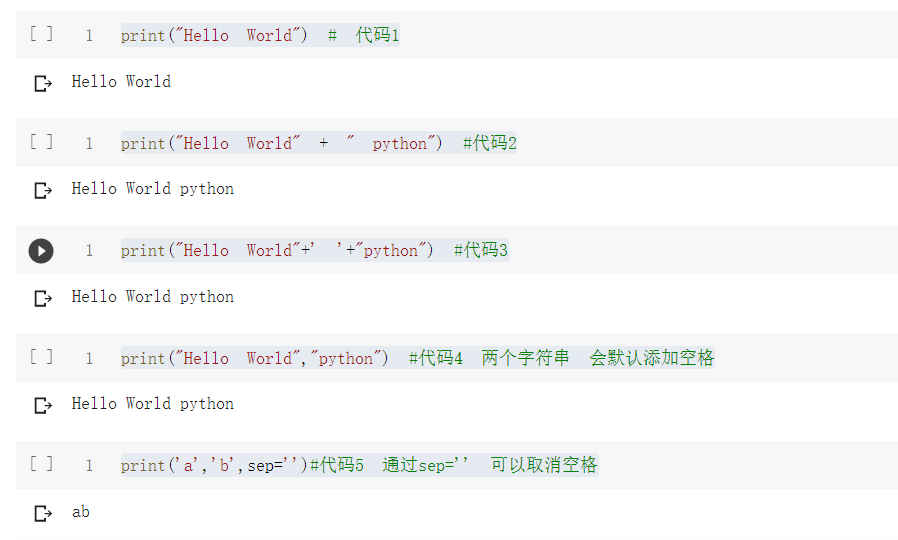 [ ] 1 print("Hello World") # 代码1
Hello World
[ ] 1 print("Hello World" + " python") #代码2
Hello World python
1 print("Hello World"+' '+"python") #代码3
Hello World python
[ ] 1 print("Hello World","python") #代码4 两个字符串 会默认添加空格
Hello World python
[ ] 1 print('a','b',sep='')#代码5 通过sep='' 可以取消空格
ab